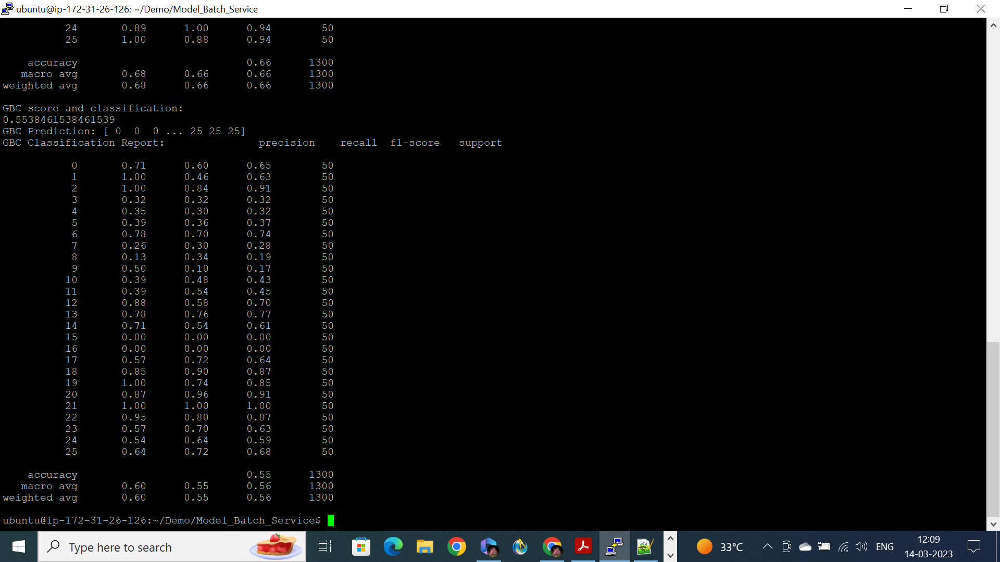 ubuntu@ip-172-31-26-126: ~/Demo/Model_Batch_Service
24 0.89 1.00 0.94 50
25 1.00 0.88 0.94 50
accuracy 0.66 1300
macro avg 0.68 0.66 0.66 1300
weighted avg 0.68 0.66 0.66 1300
GBC score and classification:
0.5538461538461539
GBC Prediction: [ 0 0 0 ... 25 25 25]
GBC Classification Report: precision recall f1-score support
0 0.71 0.60 0.65 50
1 1.00 0.46 0.63 50
2 1.00 0.84 0.91 50
3 0.32 0.32 0.32 50
4 0.35 0.30 0.32 50
5 0.39 0.36 0.37 50
6 0.78 0.70 0.74 50
7 0.26 0.30 0.28 50
8 0.13 0.34 0.19 50
9 0.50 0.10 0.17 50
10 0.39 0.48 0.43 50
11 0.39 0.54 0.45 50
12 0.88 0.58 0.70 50
13 0.78 0.76 0.77 50
14 0.71 0.54 0.61 50
15 0.00 0.00 0.00 50
16 0.00 0.00 0.00 50
17 0.57 0.72 0.64 50
18 0.85 0.90 0.87 50
19 1.00 0.74 0.85 50
20 0.87 0.96 0.91 50
21 1.00 1.00 1.00 50
22 0.95 0.80 0.87 50
23 0.57 0.70 0.63 50
24 0.54 0.64 0.59 50
25 0.64 0.72 0.68 50
accuracy 0.55 1300
macro avg 0.60 0.55 0.56 1300
weighted avg 0.60 0.55 0.56 1300
ubuntu@ip-172-31-26-126:~/Demo/Model_Batch_Service$
Type here to search
33°C
ENG
12:09
14-03-2023